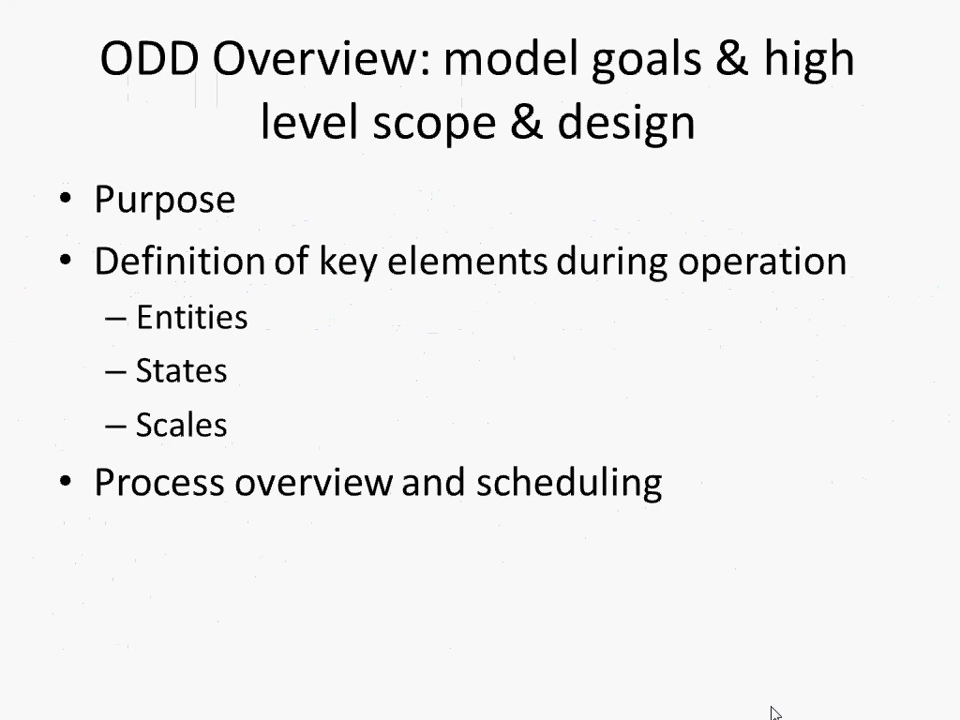 ODD Overview: model goals & high
level scope & design
• Purpose
• Definition of key elements during operation
– Entities
– States
– Scales
• Process overview and scheduling